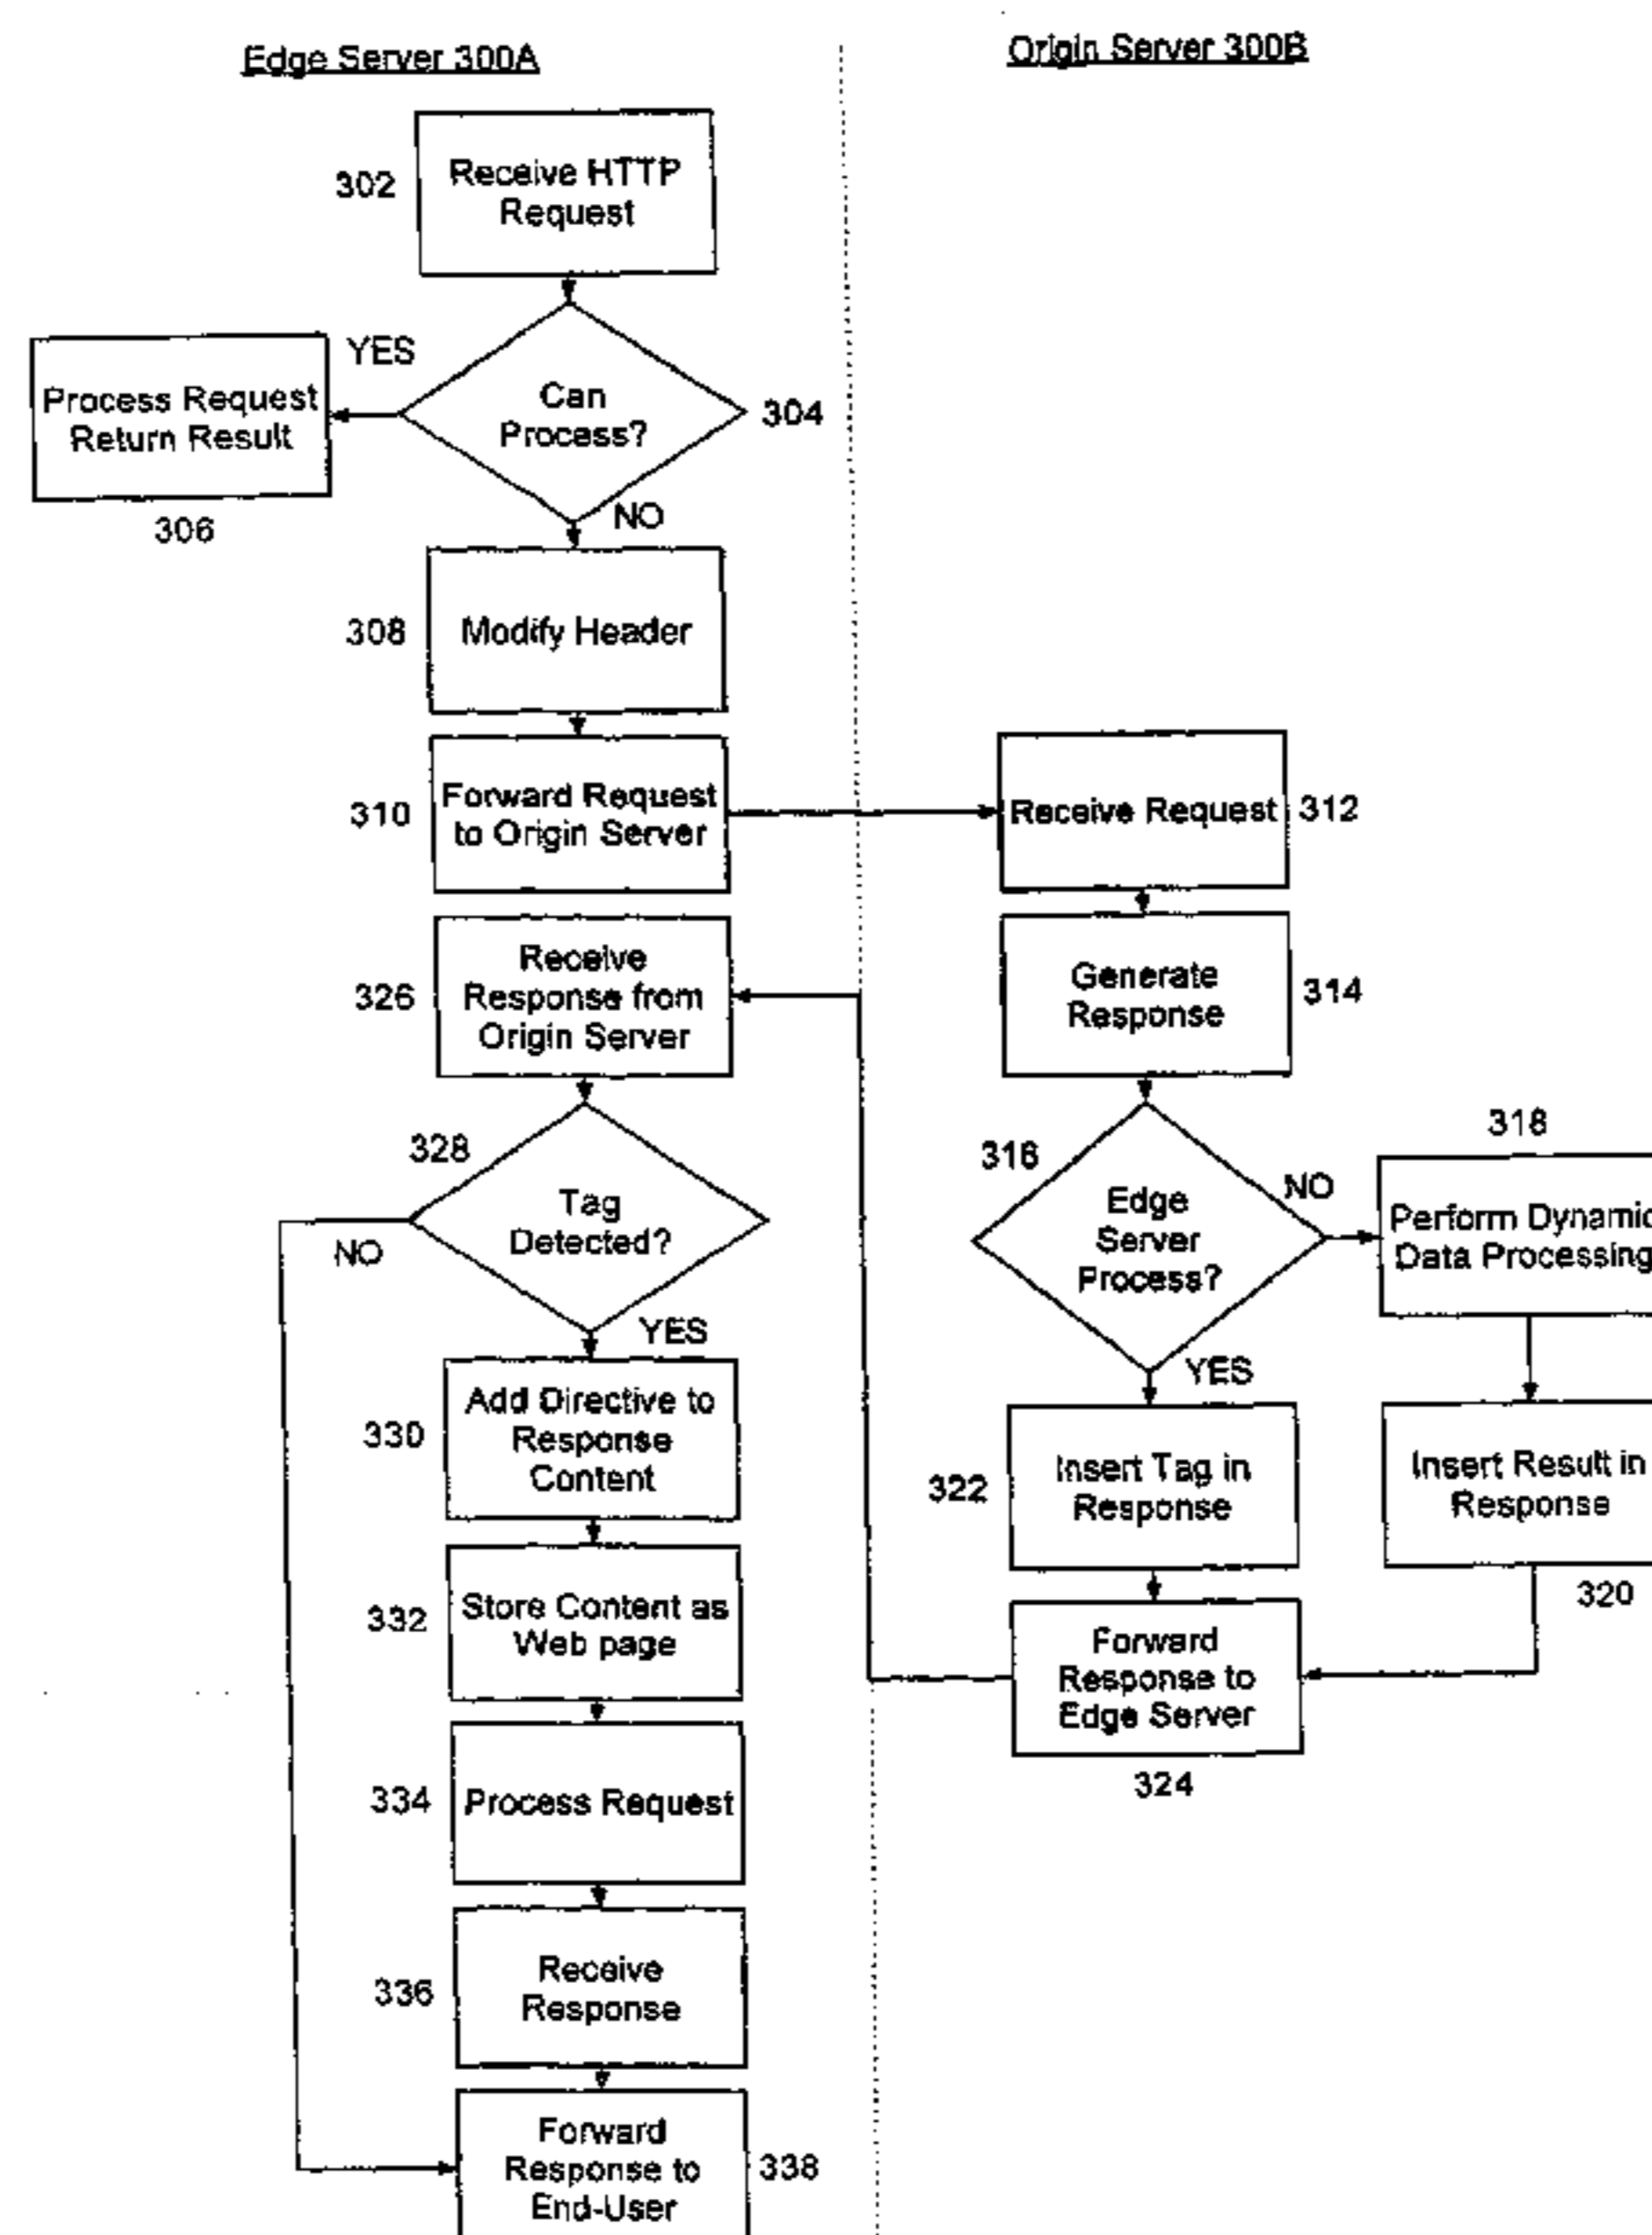 Edge Server 300A
Origin Server 300B
302
Receive HTTP
Request
YES
Process Request
Return Result
306
Can
Process?
304
NO
308
Modify Header
310
Forward Request
to Origin Server
Receive Request
312
326
Receive
Response from
Origin Server
Generate
Response
314
328
Tag
Detected?
NO
YES
316
Edge
Server
Process?
NO
318
Perform Dynamic
Data Processing
YES
330
Add Directive to
Response
Content
322
Insert Tag in
Response
Insert Result in
Response
320
332
Store Content as
Web page
Forward
Response to
Edge Server
324
334
Process Request
336
Receive
Response
Forward
Response to
End-User
338